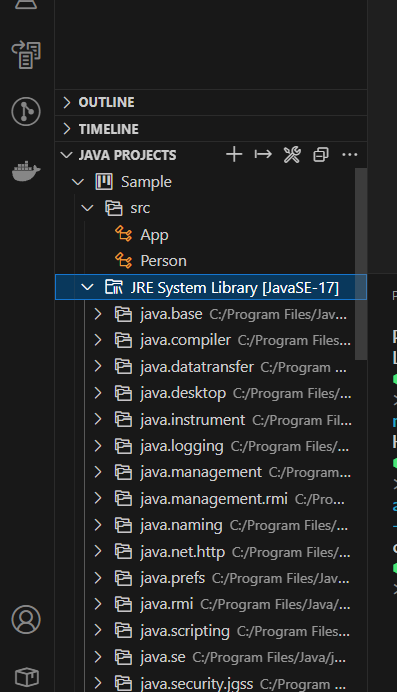 OUTLINE
TIMELINE
JAVA PROJECTS
Sample
src
App
Person
JRE System Library [JavaSE-17]
java.base C:/Program Files/Jav...
java.compiler C:/Program Files...
java.datatransfer C:/Program ...
java.desktop C:/Program Files/...
java.instrument C:/Program Fil...
java.logging C:/Program Files/...
java.management C:/Program...
java.management.rmi C:/Pro...
java.naming C:/Program Files/...
java.net.http C:/Program Files...
java.prefs C:/Program Files/Jav...
java.rmi C:/Program Files/Java/...
java.scripting C:/Program Files...
java.se C:/Program Files/Java/j...
java.security.jgss C:/Program Fi...